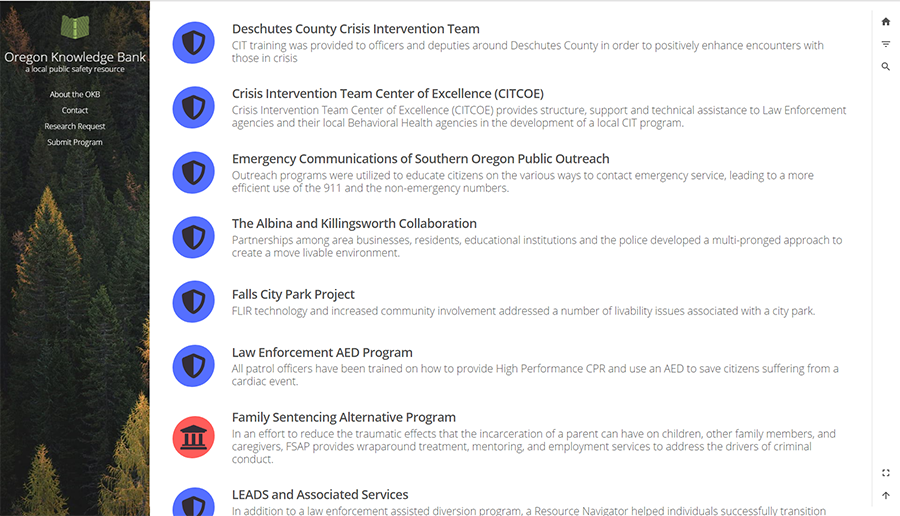 Oregon Knowledge Bank
a local public safety resource
About the OKB
Contact
Research Request
Submit Program
Deschutes County Crisis Intervention Team
CIT training was provided to officers and deputies around Deschutes County in order to positively enhance encounters with
those in crisis
Crisis Intervention Team Center of Excellence (CITCOE)
Crisis Intervention Team Center of Excellence (CITCOE) provides structure, support and technical assistance to Law Enforcement
agencies and their local Behavioral Health agencies in the development of a local CIT program.
Emergency Communications of Southern Oregon Public Outreach
Outreach programs were utilized to educate citizens on the various ways to contact emergency service, leading to a more
efficient use of the 911 and the non-emergency numbers.
The Albina and Killingsworth Collaboration
Partnerships among area businesses, residents, educational institutions and the police developed a multi-pronged approach to
create a move livable environment.
Falls City Park Project
FLIR technology and increased community involvement addressed a number of livability issues associated with a city park.
Law Enforcement AED Program
All patrol officers have been trained on how to provide High Performance CPR and use an AED to save citizens suffering from a
cardiac event.
Family Sentencing Alternative Program
In an effort to reduce the traumatic effects that the incarceration of a parent can have on children, other family members, and
caregivers, FSAP provides wraparound treatment, mentoring, and employment services to address the drivers of criminal
conduct.
LEADS and Associated Services
In addition to a law enforcement assisted diversion program, a Resource Navigator helped individuals successfully transition